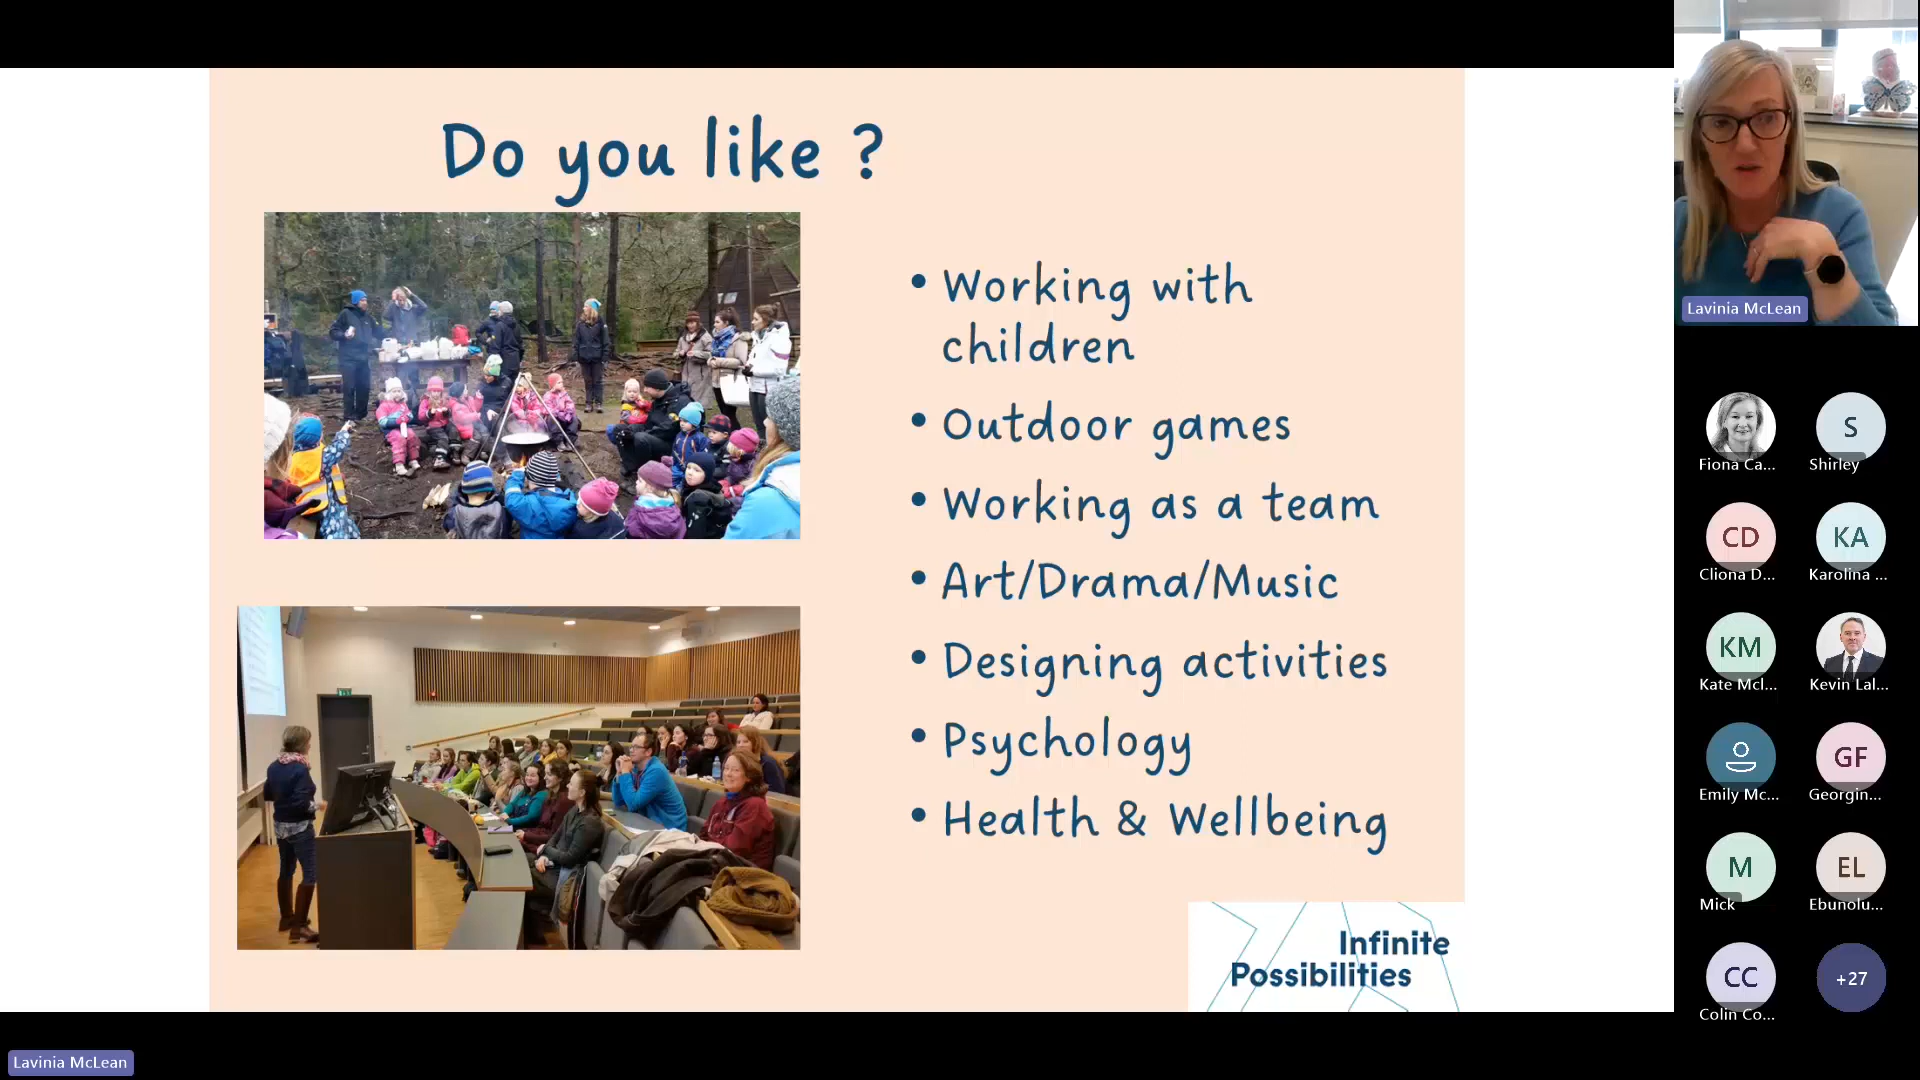 Do you like ?
• Working with
children
• Outdoor games
• Working as a team
• Art/Drama/Music
• Designing activities
• Psychology
• Health & Wellbeing
Infinite
Possibilities
Lavinia McLean
Fiona Ca...
S
Shirley
CD
Cliona D...
KA
Karolina ...
KM
Kate McI...
Kevin Lal...
Emily Mc...
GF
Georgin...
M
Mick
EL
Ebunolu...
CC
Colin Co...
+27
Lavinia McLean